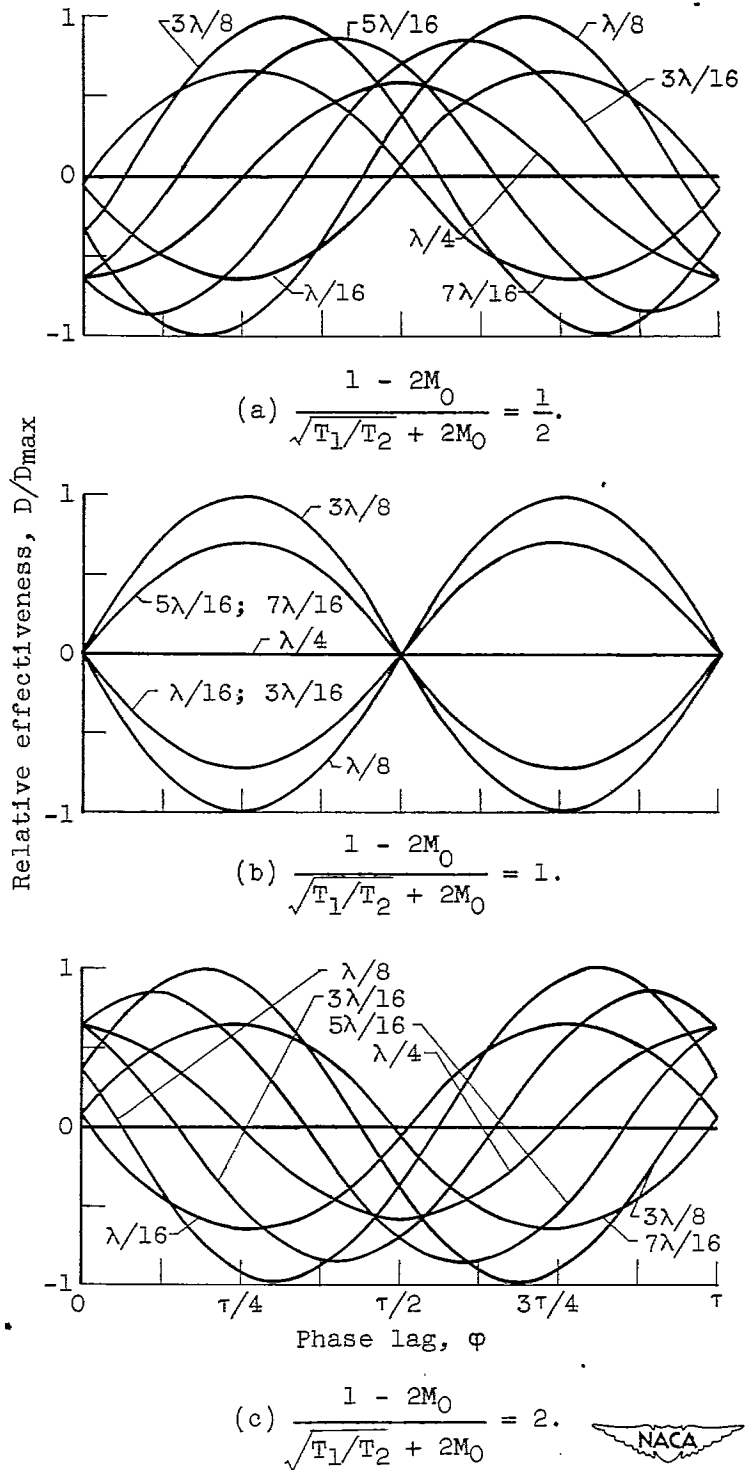 1
3λ/8
5λ/16
λ/8
3λ/16
0
λ/4
λ/16
7λ/16
-1
(a) (1 - 2M₀)/(√(T₁/T₂) + 2M₀) = 1/2.
Relative effectiveness, D/Dmax
1
3λ/8
5λ/16; 7λ/16
λ/4
0
λ/16; 3λ/16
λ/8
-1
(b) (1 - 2M₀)/(√(T₁/T₂) + 2M₀) = 1.
1
λ/8
3λ/16
5λ/16
λ/4
0
λ/16
3λ/8
7λ/16
-1
0 τ/4 τ/2 3τ/4 τ
Phase lag, φ
(c) (1 - 2M₀)/(√(T₁/T₂) + 2M₀) = 2.
NACA